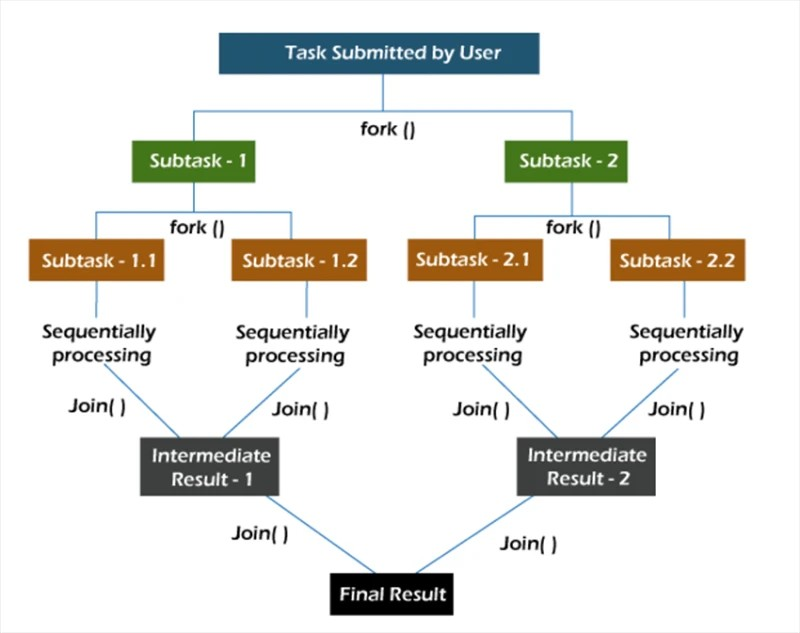 Task Submitted by User
fork ()
Subtask - 1
Subtask - 2
fork ()
fork ()
Subtask - 1.1
Subtask - 1.2
Subtask - 2.1
Subtask - 2.2
Sequentially
processing
Sequentially
processing
Sequentially
processing
Sequentially
processing
Join( )
Join( )
Join( )
Join( )
Intermediate
Result - 1
Intermediate
Result - 2
Join( )
Join( )
Final Result